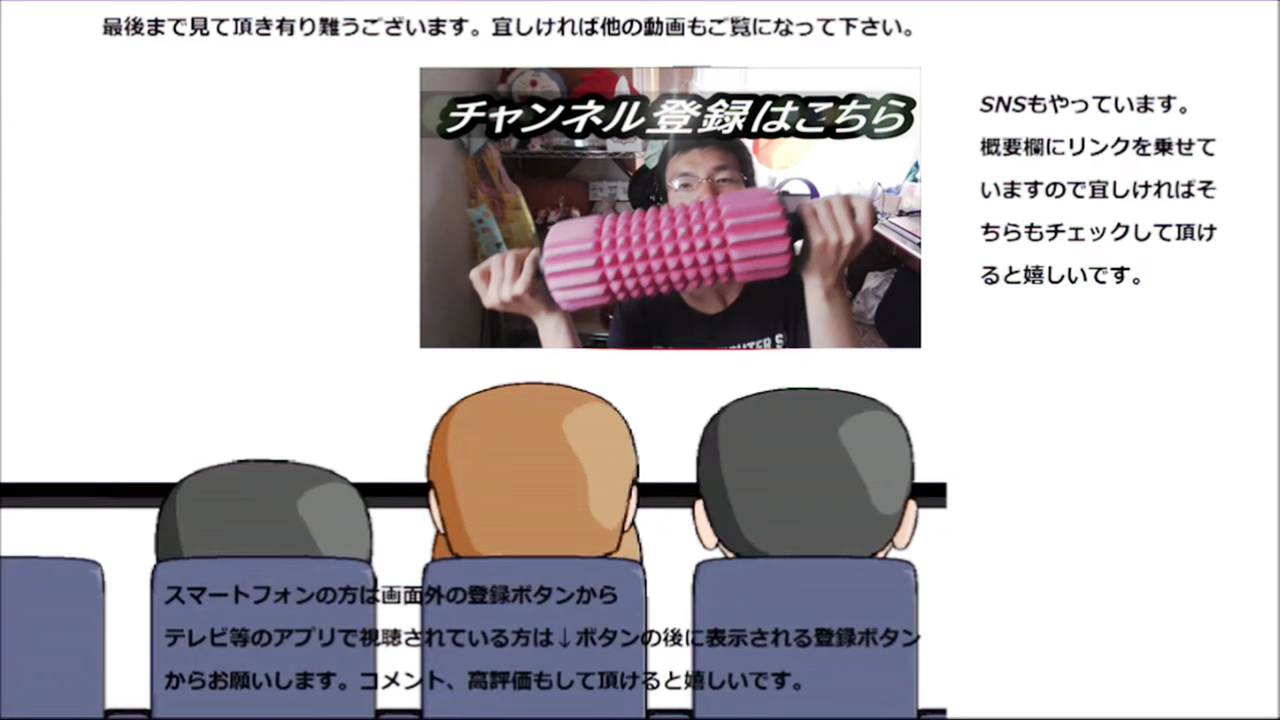 最後まで見て頂き有り難うございます。宜しければ他の動画もご覧になって下さい。
チャンネル登録はこちら
SNSもやっています。
概要欄にリンクを乗せて
いますので宜しければそ
ちらもチェックして頂け
ると嬉しいです。
スマートフォンの方は画面外の登録ボタンから
テレビ等のアプリで視聴されている方は↓ボタンの後に表示される登録ボタン
からお願いします。コメント、高評価もして頂けると嬉しいです。